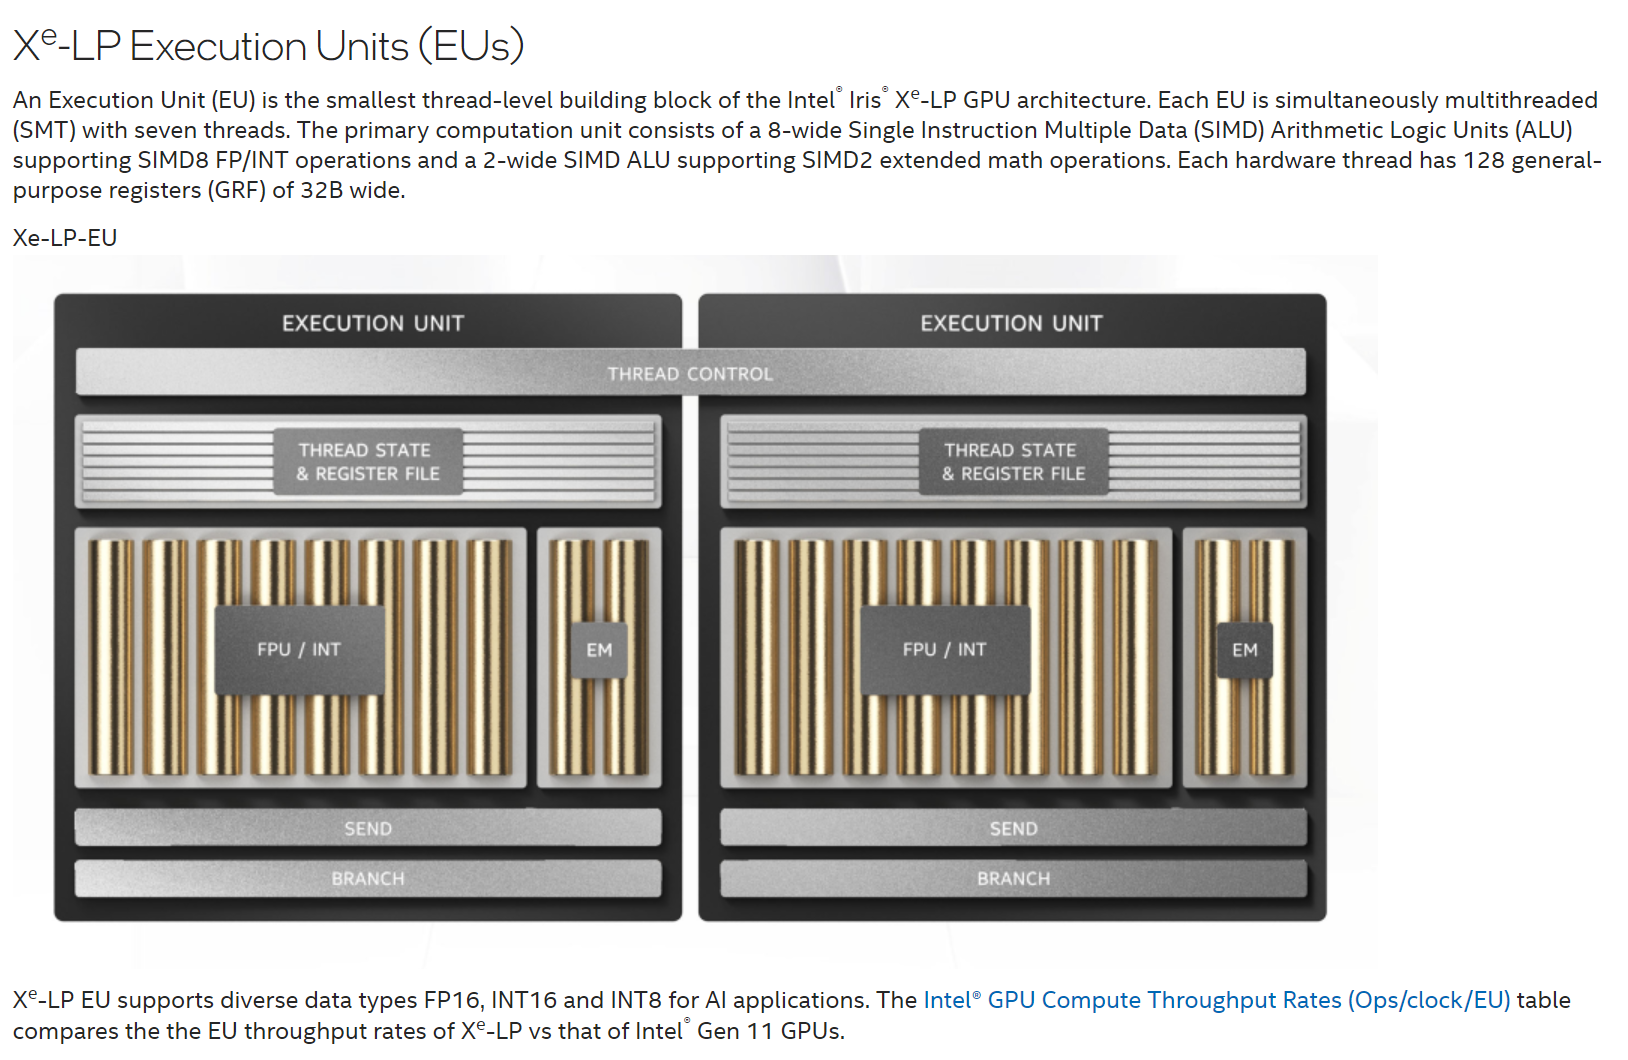 Xe-LP Execution Units (EUs)
An Execution Unit (EU) is the smallest thread-level building block of the Intel® Iris® Xe-LP GPU architecture. Each EU is simultaneously multithreaded
(SMT) with seven threads. The primary computation unit consists of a 8-wide Single Instruction Multiple Data (SIMD) Arithmetic Logic Units (ALU)
supporting SIMD8 FP/INT operations and a 2-wide SIMD ALU supporting SIMD2 extended math operations. Each hardware thread has 128 general-
purpose registers (GRF) of 32B wide.
Xe-LP-EU
EXECUTION UNIT
EXECUTION UNIT
THREAD CONTROL
THREAD STATE
& REGISTER FILE
THREAD STATE
& REGISTER FILE
FPU / INT
EM
FPU / INT
EM
SEND
SEND
BRANCH
BRANCH
Xe-LP EU supports diverse data types FP16, INT16 and INT8 for AI applications. The Intel® GPU Compute Throughput Rates (Ops/clock/EU) table
compares the the EU throughput rates of Xe-LP vs that of Intel® Gen 11 GPUs.